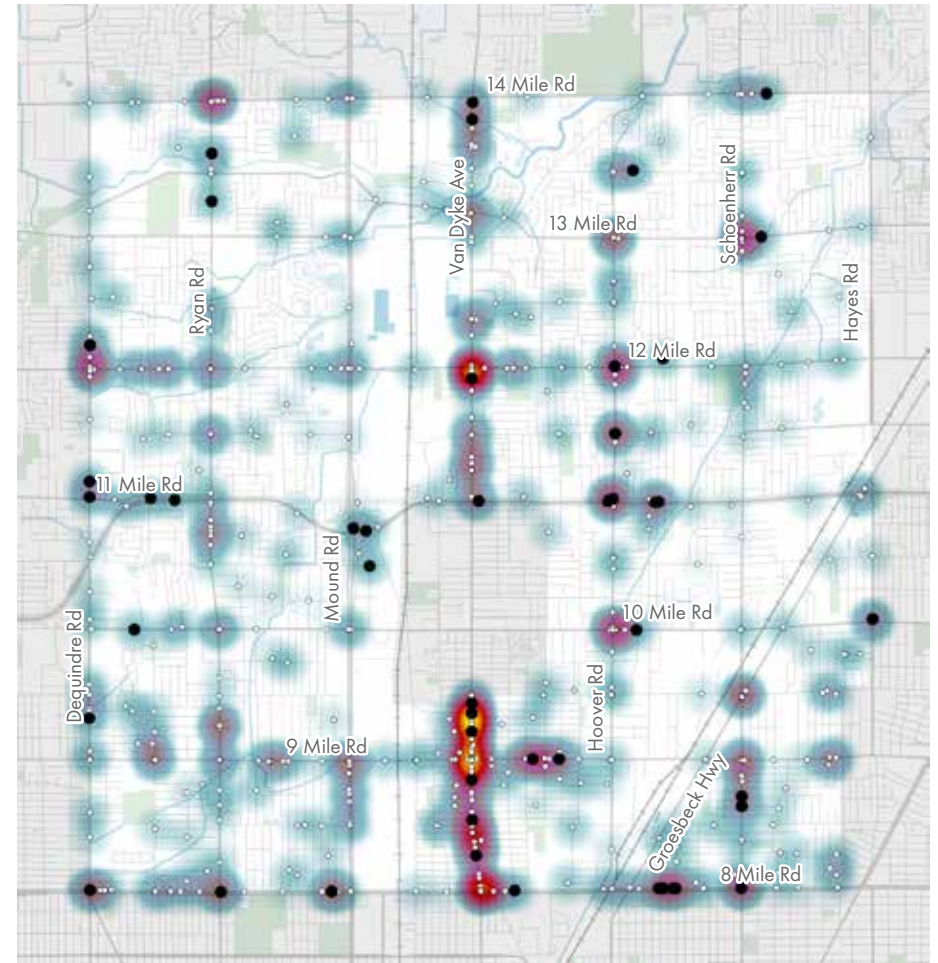 14 Mile Rd
Van Dyke Ave
Schoenherr Rd
13 Mile Rd
Ryan Rd
Hayes Rd
12 Mile Rd
11 Mile Rd
Mound Rd
10 Mile Rd
Dequindre Rd
Hoover Rd
9 Mile Rd
Groesbeck Hwy
8 Mile Rd